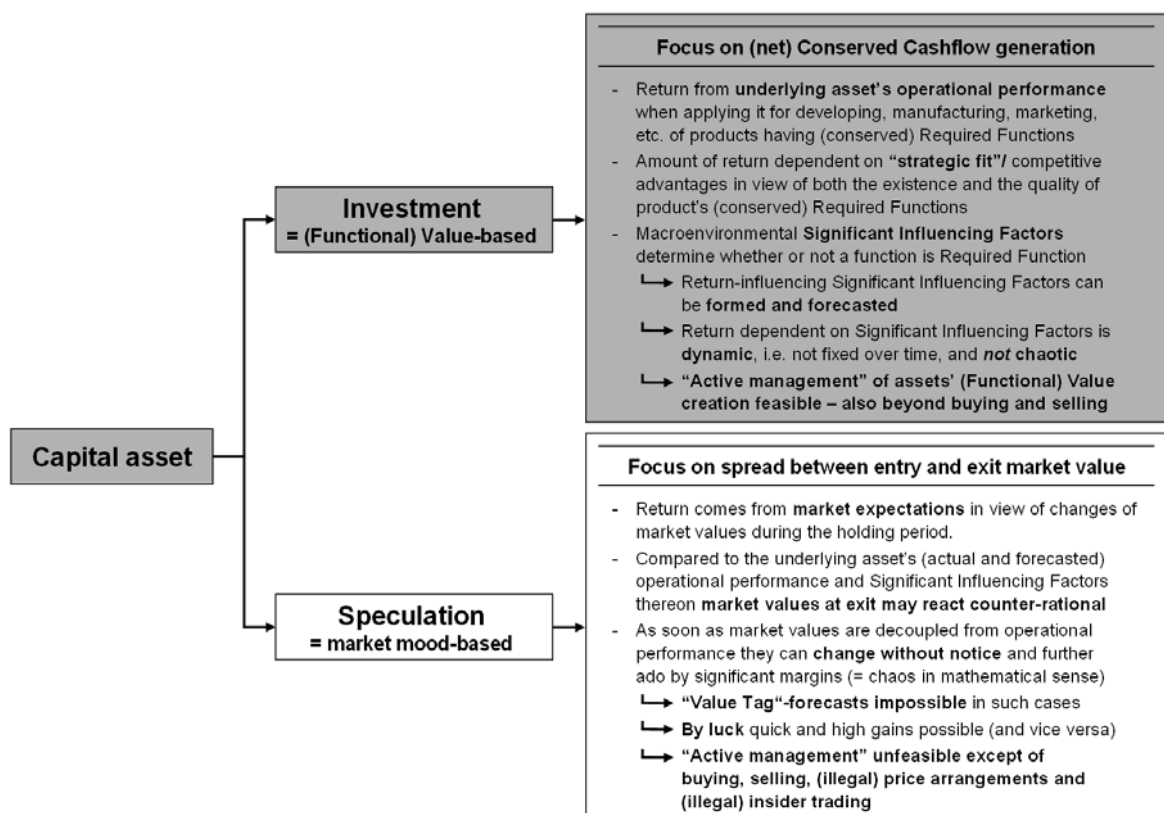 Focus on (net) Conserved Cashflow generation
- Return from underlying asset's operational performance
when applying it for developing, manufacturing, marketing,
etc. of products having (conserved) Required Functions
- Amount of return dependent on "strategic fit"/ competitive
advantages in view of both the existence and the quality of
product's (conserved) Required Functions
- Macroenvironmental Significant Influencing Factors
determine whether or not a function is Required Function
Return-influencing Significant Influencing Factors can
be formed and forecasted
Return dependent on Significant Influencing Factors is
dynamic, i.e. not fixed over time, and not chaotic
"Active management" of assets' (Functional) Value
creation feasible – also beyond buying and selling
Investment
= (Functional) Value-based
Capital asset
Focus on spread between entry and exit market value
- Return comes from market expectations in view of changes of
market values during the holding period.
- Compared to the underlying asset's (actual and forecasted)
operational performance and Significant Influencing Factors
thereon market values at exit may react counter-rational
- As soon as market values are decoupled from operational
performance they can change without notice and further
ado by significant margins (= chaos in mathematical sense)
"Value Tag"-forecasts impossible in such cases
By luck quick and high gains possible (and vice versa)
"Active management" unfeasible except of
buying, selling, (illegal) price arrangements and
(illegal) insider trading
Speculation
= market mood-based